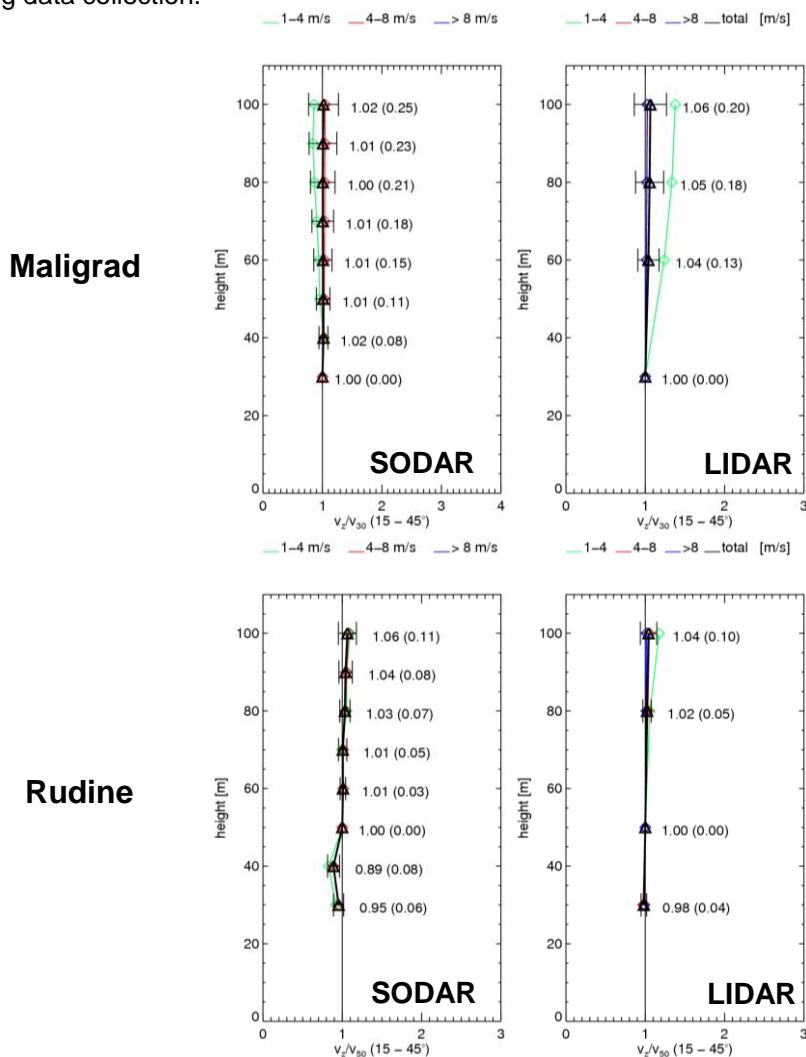 g data collection.
1–4 m/s 4–8 m/s > 8 m/s
1–4 4–8 >8 total [m/s]
Maligrad
height [m]
100
80
60
40
20
0
1.02 (0.25)
1.01 (0.23)
1.00 (0.21)
1.01 (0.18)
1.01 (0.15)
1.01 (0.11)
1.02 (0.08)
1.00 (0.00)
SODAR
0 1 2 3 4
vz/v30 (15 – 45°)
height [m]
100
80
60
40
20
0
1.06 (0.20)
1.05 (0.18)
1.04 (0.13)
1.00 (0.00)
LIDAR
0 1 2 3
vz/v30 (15 – 45°)
1–4 m/s 4–8 m/s > 8 m/s
1–4 4–8 >8 total [m/s]
Rudine
height [m]
100
80
60
40
20
0
1.06 (0.11)
1.04 (0.08)
1.03 (0.07)
1.01 (0.05)
1.01 (0.03)
1.00 (0.00)
0.89 (0.08)
0.95 (0.06)
SODAR
0 1 2 3
vz/v50 (15 – 45°)
height [m]
100
80
60
40
20
0
1.04 (0.10)
1.02 (0.05)
1.00 (0.00)
0.98 (0.04)
LIDAR
0 1 2 3
vz/v50 (15 – 45°)